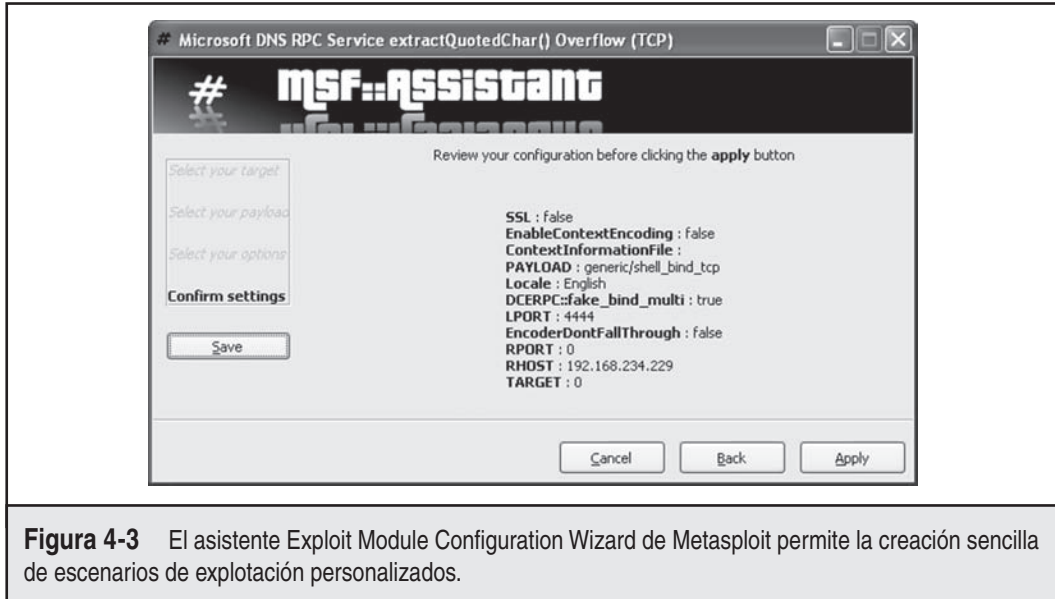 # Microsoft DNS RPC Service extractQuotedChar() Overflow (TCP)
# msf::Assistant
Review your configuration before clicking the apply button
Select your target
Select your payload
Select your options
Confirm settings
Save
SSL : false
EnableContextEncoding : false
ContextInformationFile :
PAYLOAD : generic/shell_bind_tcp
Locale : English
DCERPC::fake_bind_multi : true
LPORT : 4444
EncoderDontFallThrough : false
RPORT : 0
RHOST : 192.168.234.229
TARGET : 0
Cancel
Back
Apply
Figura 4-3 El asistente Exploit Module Configuration Wizard de Metasploit permite la creación sencilla
de escenarios de explotación personalizados.